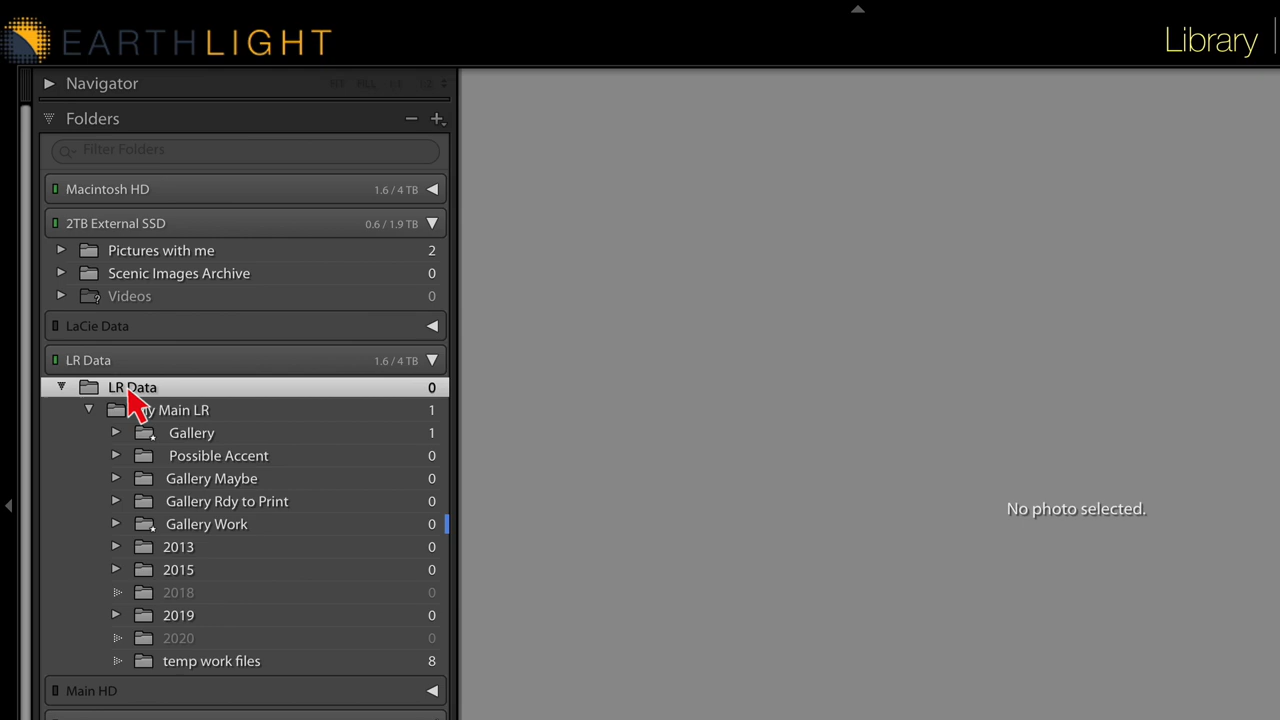 EARTHLIGHT
Library
Navigator
Folders
Filter Folders
Macintosh HD 1.6 / 4 TB
2TB External SSD 0.6 / 1.9 TB
Pictures with me 2
Scenic Images Archive 0
Videos 0
LaCie Data
LR Data 1.6 / 4 TB
LR Data 0
My Main LR 1
Gallery 1
Possible Accent 0
Gallery Maybe 0
Gallery Rdy to Print 0
Gallery Work 0
2013 0
2015 0
2018 0
2019 0
2020 0
temp work files 8
Main HD
No photo selected.